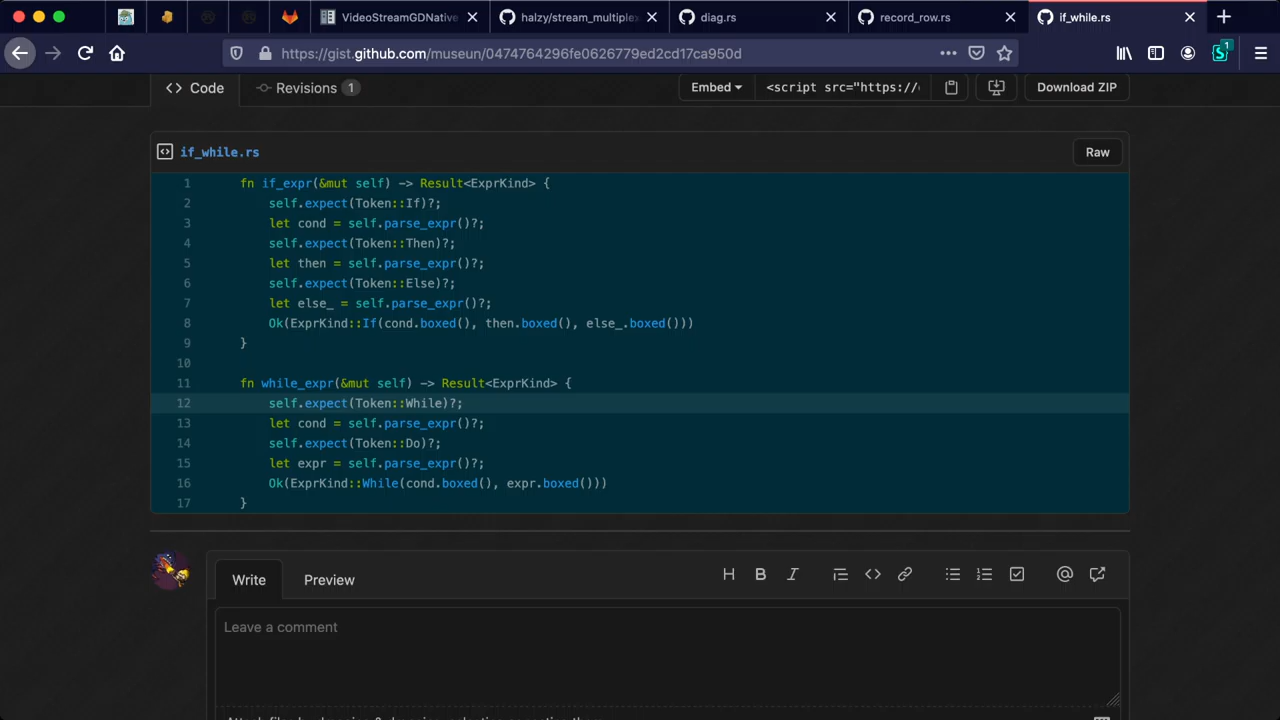 VideoStreamGDNative
halzy/stream_multiplex
diag.rs
record_row.rs
if_while.rs
https://gist.github.com/museun/0474764296fe0626779ed2cd17ca950d
1
Code
Revisions 1
Embed
<script src="https://
Download ZIP
if_while.rs
Raw
1 fn if_expr(&mut self) -> Result<ExprKind> {
2 self.expect(Token::If)?;
3 let cond = self.parse_expr()?;
4 self.expect(Token::Then)?;
5 let then = self.parse_expr()?;
6 self.expect(Token::Else)?;
7 let else_ = self.parse_expr()?;
8 Ok(ExprKind::If(cond.boxed(), then.boxed(), else_.boxed()))
9 }
10
11 fn while_expr(&mut self) -> Result<ExprKind> {
12 self.expect(Token::While)?;
13 let cond = self.parse_expr()?;
14 self.expect(Token::Do)?;
15 let expr = self.parse_expr()?;
16 Ok(ExprKind::While(cond.boxed(), expr.boxed()))
17 }
Write
Preview
Leave a comment